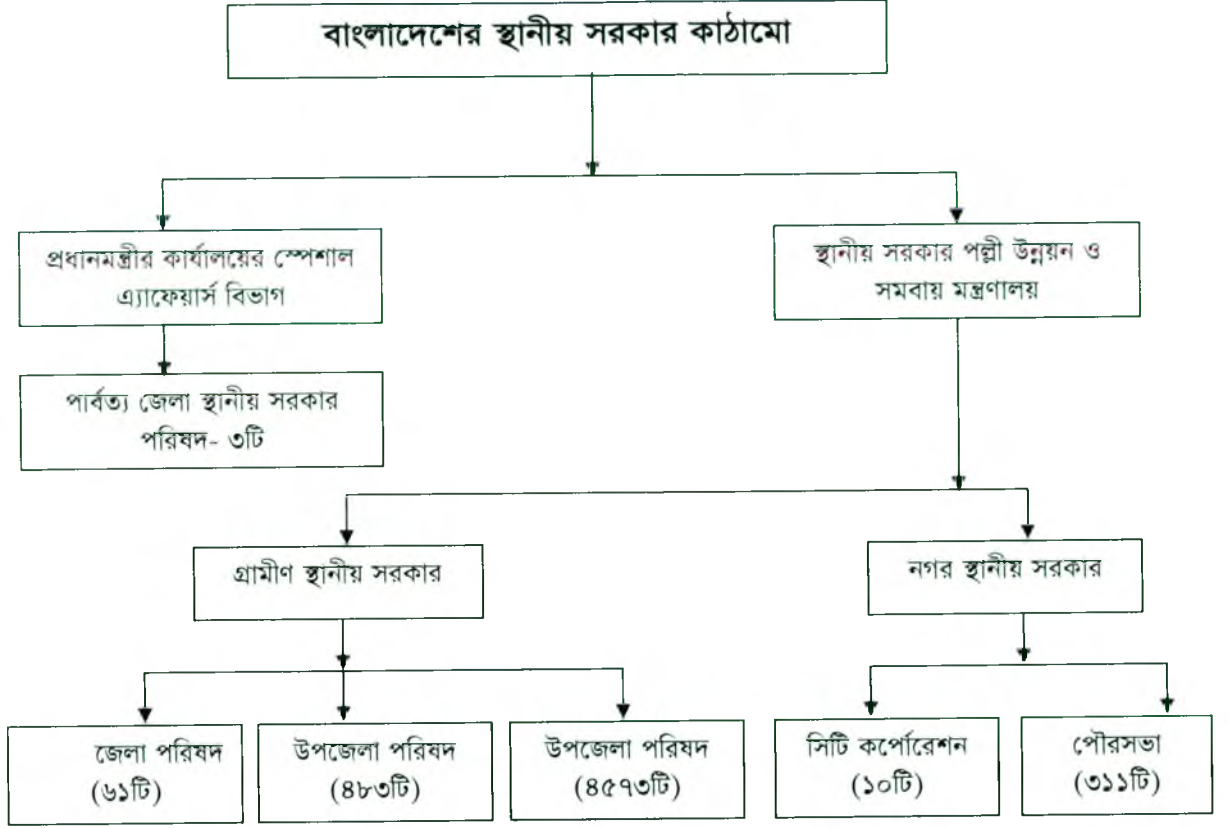 বাংলাদেশের স্থানীয় সরকার কাঠামো
প্রধানমন্ত্রীর কার্যালয়ের স্পেশাল
এ্যাফেয়ার্স বিভাগ
স্থানীয় সরকার পল্লী উন্নয়ন ও
সমবায় মন্ত্রণালয়
পার্বত্য জেলা স্থানীয় সরকার
পরিষদ- ৩টি
গ্রামীণ স্থানীয় সরকার
নগর স্থানীয় সরকার
জেলা পরিষদ
(৬১টি)
উপজেলা পরিষদ
(৪৮৩টি)
উপজেলা পরিষদ
(৪৫৭৩টি)
সিটি কর্পোরেশন
(১০টি)
পৌরসভা
(৩১১টি)